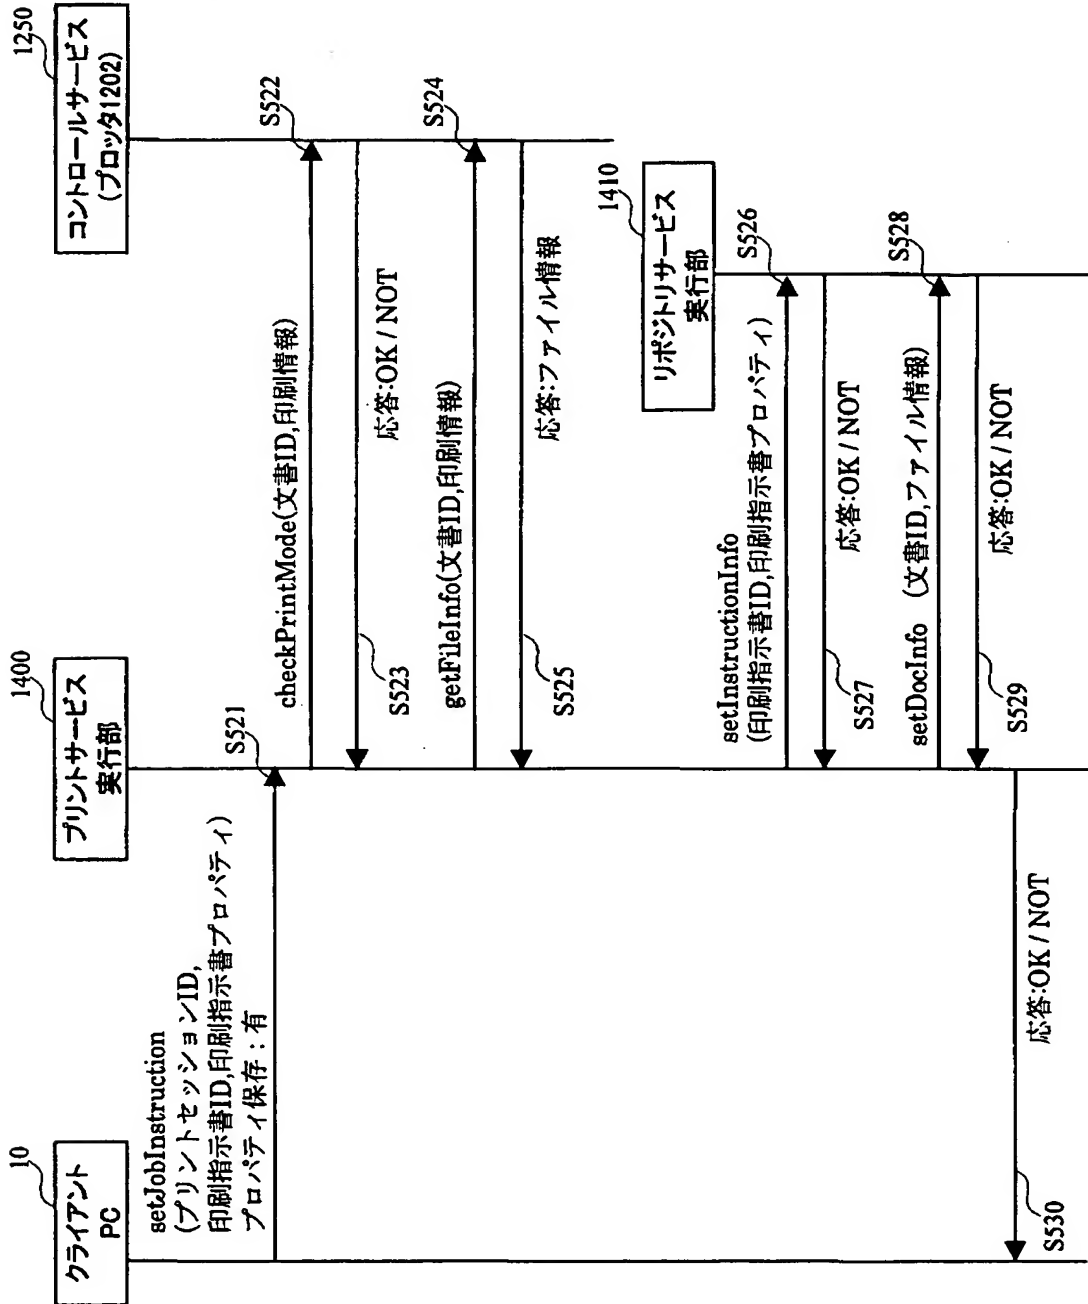 10
クライアント
PC
1400
プリントサービス
実行部
1410
リポジトリサービス
実行部
1250
コントロールサービス
(プロッタ1202)
setJobInstruction
(プリントセッションID,
印刷指示書ID,印刷指示書プロパティ)
プロパティ保存:有
S521
checkPrintMode(文書ID,印刷情報)
S522
応答:OK / NOT
S523
getFileInfo(文書ID,印刷情報)
S524
応答:ファイル情報
S525
setInstructionInfo
(印刷指示書ID,印刷指示書プロパティ)
S526
応答:OK / NOT
S527
setDocInfo (文書ID,ファイル情報)
S528
応答:OK / NOT
S529
応答:OK / NOT
S530